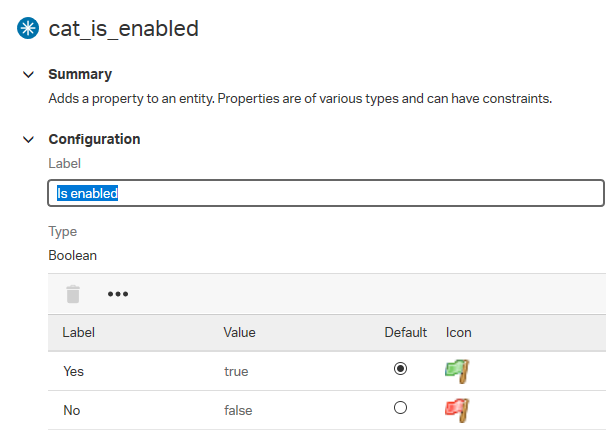 cat_is_enabled
Summary
Adds a property to an entity. Properties are of various types and can have constraints.
Configuration
Label
Is enabled
Type
Boolean
Label Value Default Icon
Yes true
No false